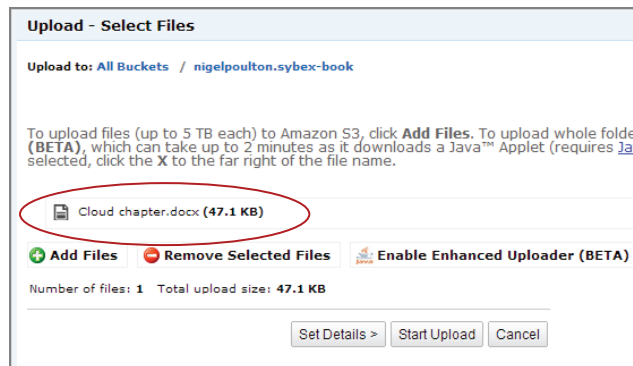 Upload - Select Files
Upload to: All Buckets / nigelpoulton.sybex-book
To upload files (up to 5 TB each) to Amazon S3, click Add Files. To upload whole folde
(BETA), which can take up to 2 minutes as it downloads a Java™ Applet (requires Ja
selected, click the X to the far right of the file name.
Cloud chapter.docx (47.1 KB)
Add Files Remove Selected Files Enable Enhanced Uploader (BETA)
Number of files: 1 Total upload size: 47.1 KB
Set Details > Start Upload Cancel